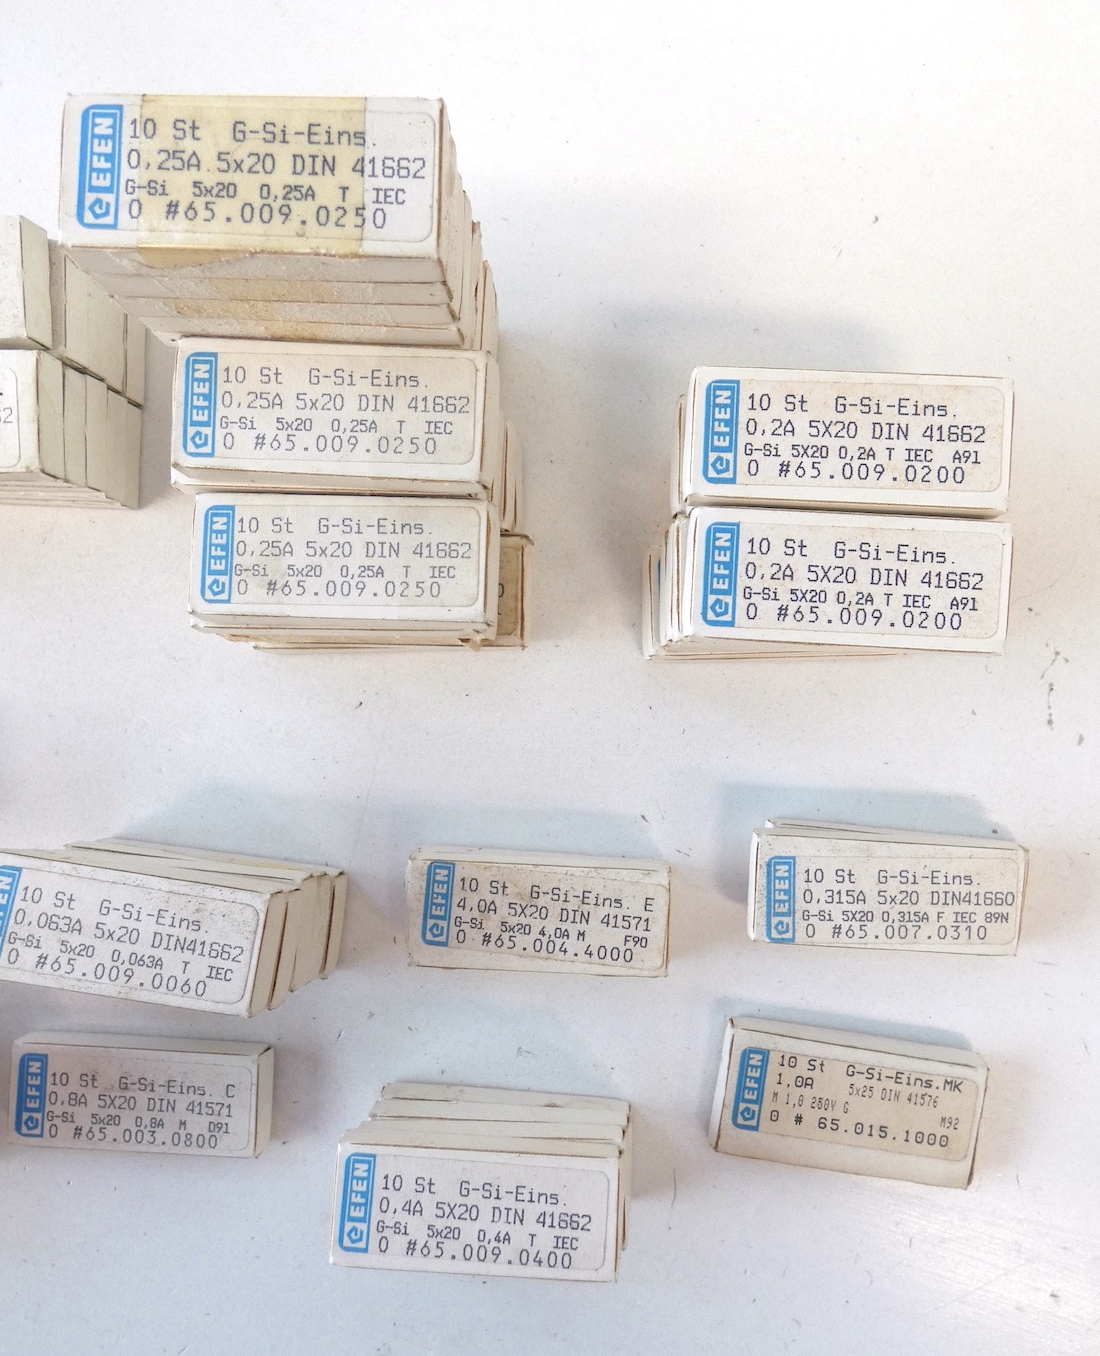 EFEN
10 St G-Si-Eins.
0,25A 5x20 DIN 41662
G-Si 5x20 0,25A T IEC
0 #65.009.0250
EFEN
10 St G-Si-Eins.
0,25A 5x20 DIN 41662
G-Si 5x20 0,25A T IEC
0 #65.009.0250
EFEN
10 St G-Si-Eins.
0,2A 5X20 DIN 41662
G-Si 5X20 0,2A T IEC A91
0 #65.009.0200
EFEN
10 St G-Si-Eins.
0,25A 5x20 DIN 41662
G-Si 5x20 0,25A T IEC
0 #65.009.0250
EFEN
10 St G-Si-Eins.
0,2A 5X20 DIN 41662
G-Si 5X20 0,2A T IEC A91
0 #65.009.0200
EFEN
10 St G-Si-Eins.
0,063A 5x20 DIN41662
G-Si 5x20 0,063A T IEC
0 #65.009.0060
EFEN
10 St G-Si-Eins. E
4,0A 5X20 DIN 41571
G-Si 5x20 4,0A M F90
0 #65.004.4000
EFEN
10 St G-Si-Eins.
0,315A 5x20 DIN41660
G-Si 5X20 0,315A F IEC 89N
0 #65.007.0310
EFEN
10 St G-Si-Eins. C
0,8A 5X20 DIN 41571
G-Si 5x20 0,8A M D91
0 #65.003.0800
EFEN
10 St G-Si-Eins.MK
1,0A 5x25 DIN 41576
M 1,0 250V G M92
0 # 65.015.1000
EFEN
10 St G-Si-Eins.
0,4A 5X20 DIN 41662
G-Si 5x20 0,4A T IEC
0 #65.009.0400